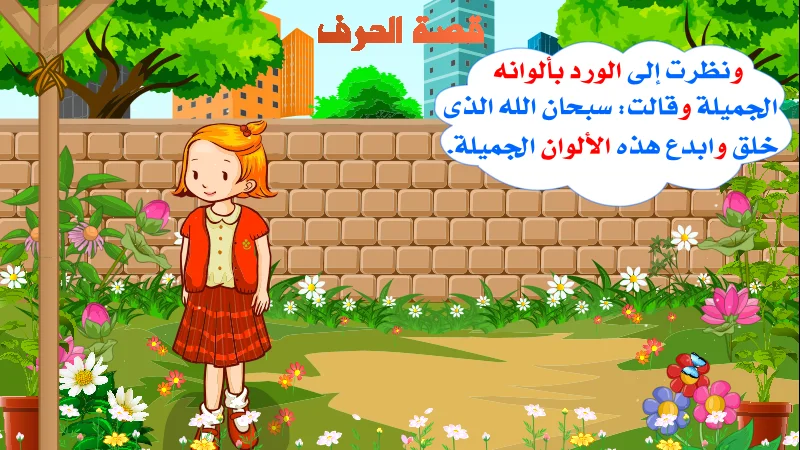 قصة الحرف
ونظرت إلى الورد بألوانه
الجميلة وقالت: سبحان الله الذى
خلق وابدع هذه الألوان الجميلة.